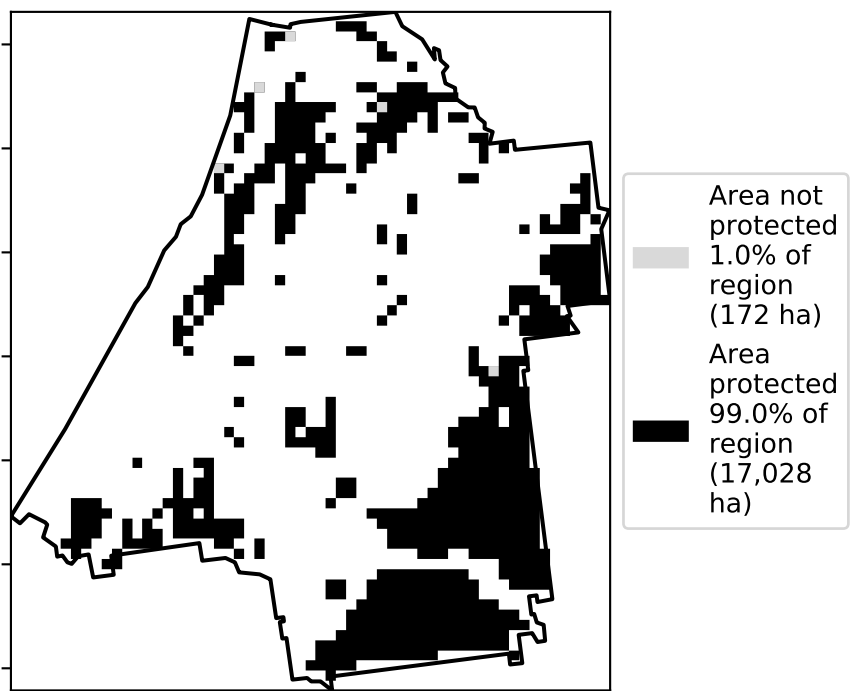 Area not
protected
1.0% of
region
(172 ha)
Area
protected
99.0% of
region
(17,028
ha)